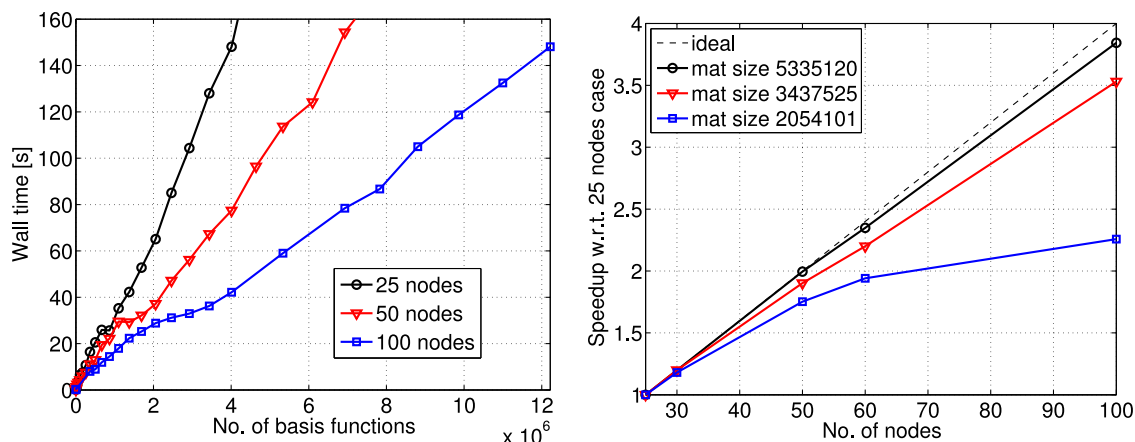 160
140
120
100
80
60
40
20
0
Wall time [s]
0 2 4 6 8 10 12
No. of basis functions
x 10^6
25 nodes
50 nodes
100 nodes
4
3.5
3
2.5
2
1.5
1
Speedup w.r.t. 25 nodes case
ideal
mat size 5335120
mat size 3437525
mat size 2054101
30 40 50 60 70 80 90 100
No. of nodes